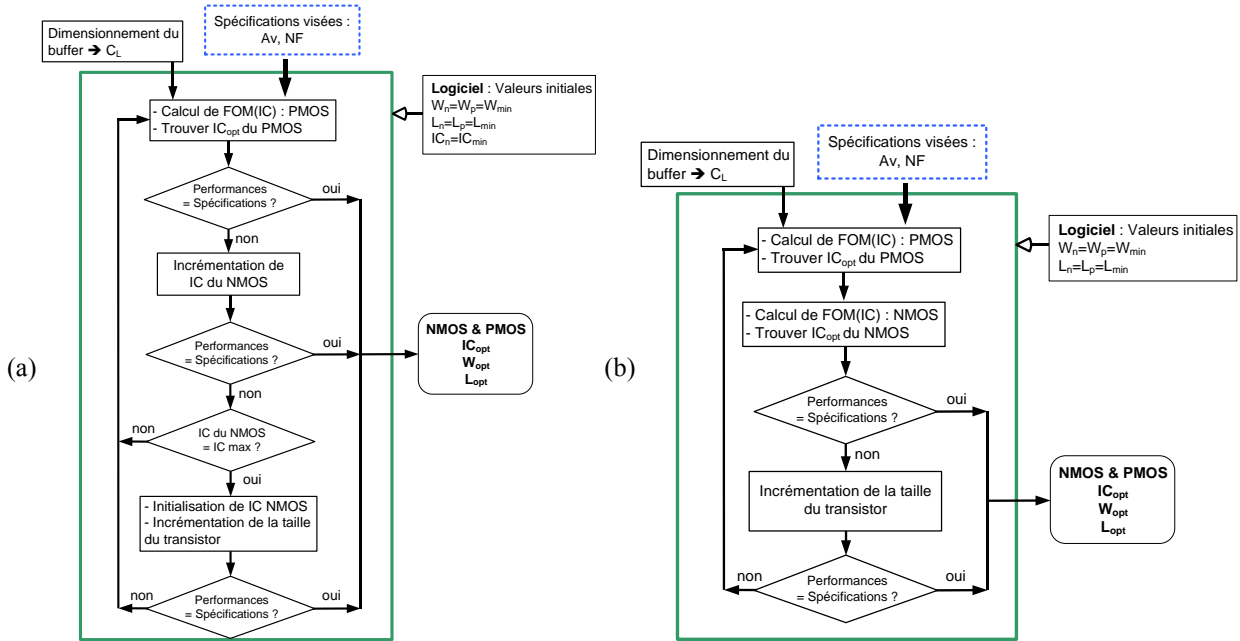 Dimensionnement du
buffer ➔ CL
Spécifications visées :
Av, NF
Logiciel : Valeurs initiales
Wn=Wp=Wmin
Ln=Lp=Lmin
ICn=ICmin
- Calcul de FOM(IC) : PMOS
- Trouver ICopt du PMOS
Performances
= Spécifications ?
oui
non
Incrémentation de
IC du NMOS
Performances
= Spécifications ?
oui
non
NMOS & PMOS
ICopt
Wopt
Lopt
(a)
IC du NMOS
= IC max ?
non
oui
- Initialisation de IC NMOS
- Incrémentation de la taille
du transistor
Performances
= Spécifications ?
non
oui
Dimensionnement du
buffer ➔ CL
Spécifications visées :
Av, NF
Logiciel : Valeurs initiales
Wn=Wp=Wmin
Ln=Lp=Lmin
- Calcul de FOM(IC) : PMOS
- Trouver ICopt du PMOS
- Calcul de FOM(IC) : NMOS
- Trouver ICopt du NMOS
(b)
Performances
= Spécifications ?
oui
non
Incrémentation de la taille
du transistor
NMOS & PMOS
ICopt
Wopt
Lopt
Performances
= Spécifications ?
non
oui